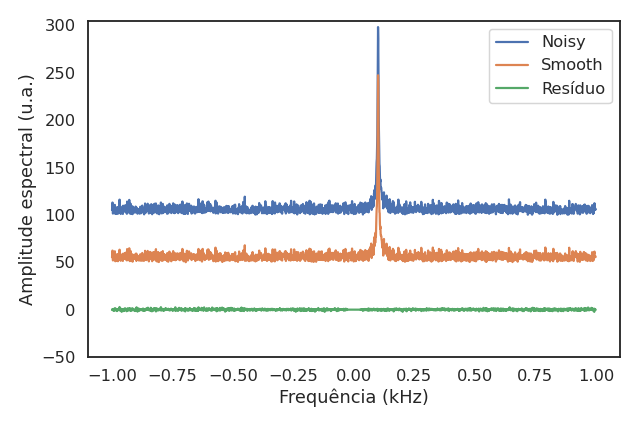 300
250
200
150
100
50
0
−50
Amplitude espectral (u.a.)
Noisy
Smooth
Resíduo
−1.00 −0.75 −0.50 −0.25 0.00 0.25 0.50 0.75 1.00
Frequência (kHz)